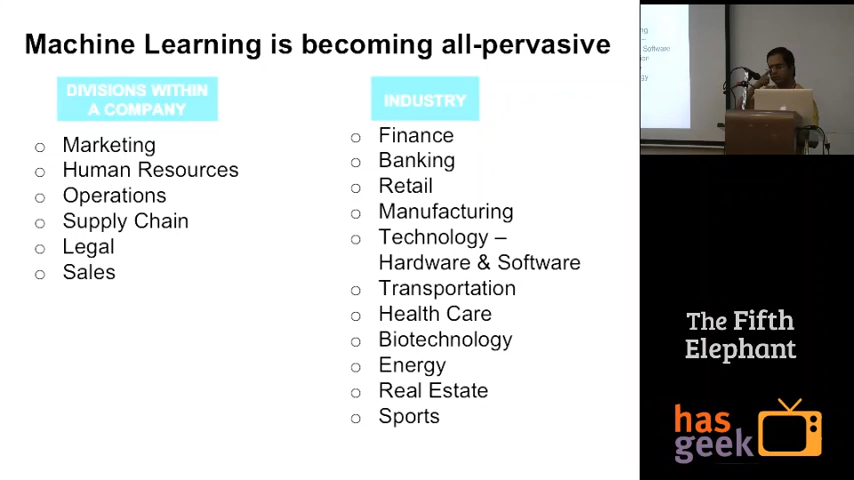 Machine Learning is becoming all-pervasive
DIVISIONS WITHIN
A COMPANY
Marketing
Human Resources
Operations
Supply Chain
Legal
Sales
INDUSTRY
Finance
Banking
Retail
Manufacturing
Technology –
Hardware & Software
Transportation
Health Care
Biotechnology
Energy
Real Estate
Sports
Software
The Fifth
Elephant
has
geek